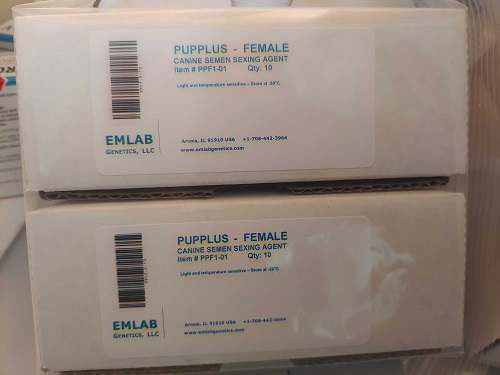 PUPPLUS - FEMALE
CANINE SEMEN SEXING AGENT
Item # PPF1-01 Qty: 10
Light and temperature sensitive – Store at -20°C
EMLAB
GENETICS, LLC
Arcola, IL 61910 USA +1-708-442-3984
www.emlabgenetics.com
PUPPLUS - FEMALE
CANINE SEMEN SEXING AGENT
Item # PPF1-01 Qty: 10
Light and temperature sensitive – Store at -20°C
EMLAB
GENETICS, LLC
Arcola, IL 61910 USA +1-708-442-3984
www.emlabgenetics.com